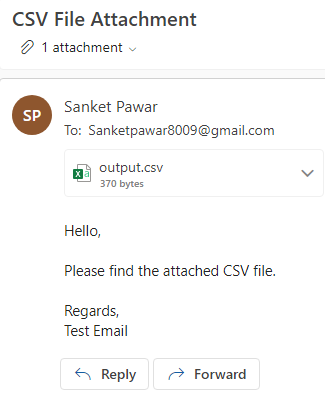 CSV File Attachment
1 attachment
SP
Sanket Pawar
To: Sanketpawar8009@gmail.com
output.csv
370 bytes
Hello,
Please find the attached CSV file.
Regards,
Test Email
Reply
Forward